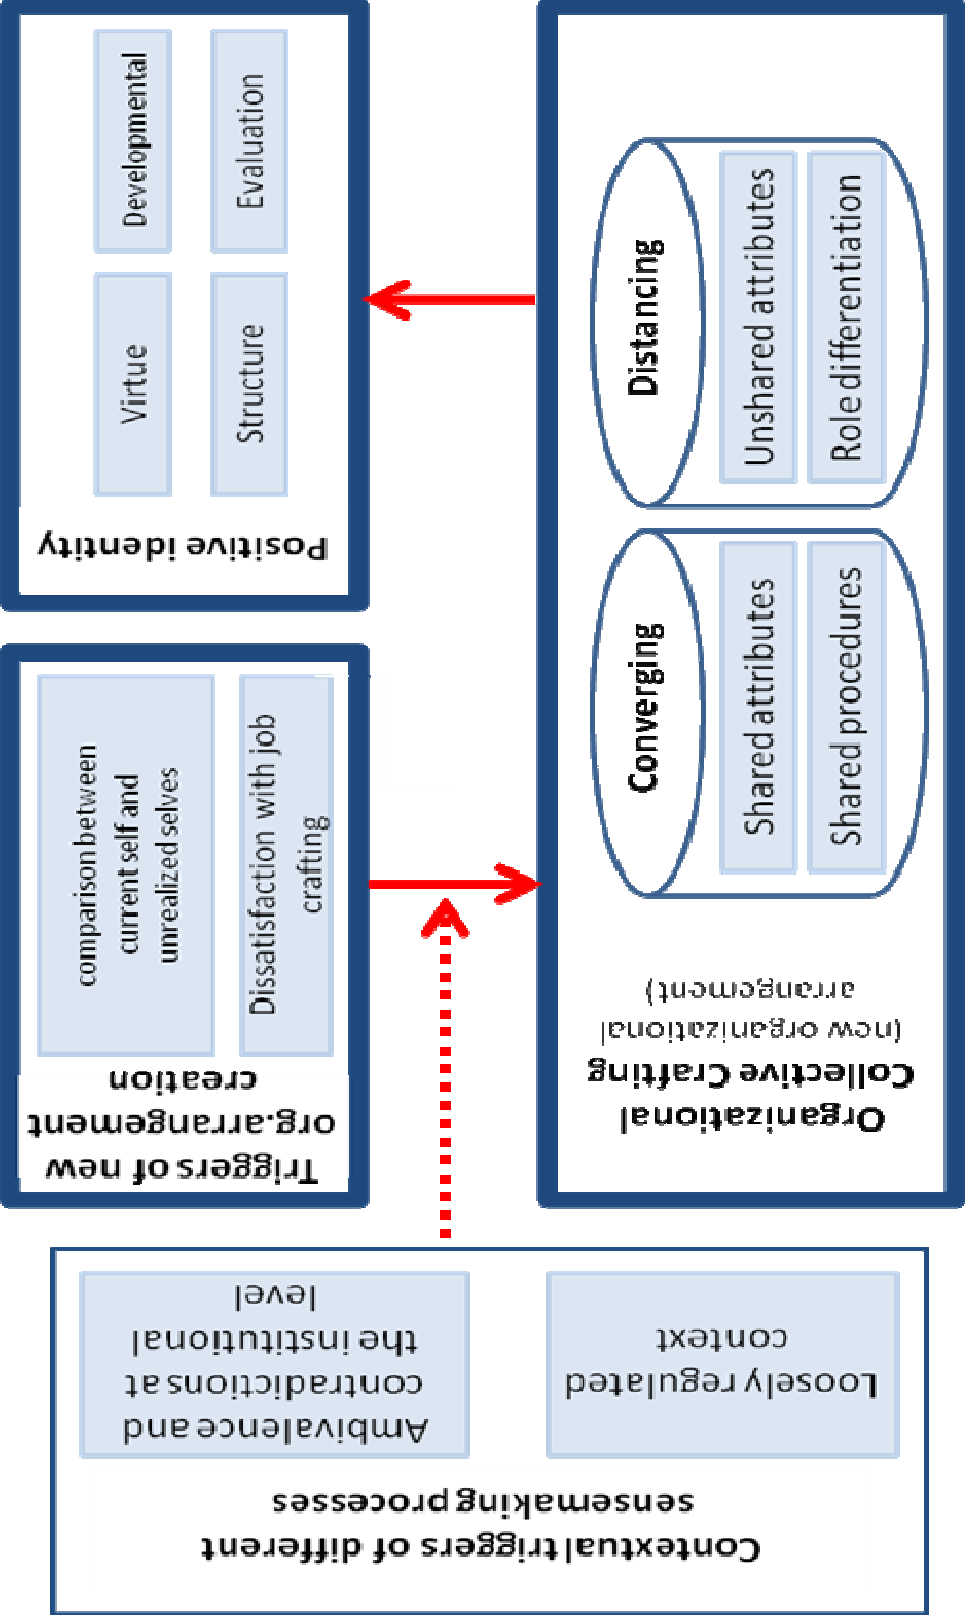 Contextual triggers of different
sensemaking processes
Ambivalence and
contradictions at
the institutional
level
Loosely regulated
context
Triggers of new
org.arrangement
creation
comparison between
current self and
unrealized selves
Dissatisfaction with job
crafting
Organizational
Collective Crafting
(new organizational
arrangement)
Converging
Shared attributes
Shared procedures
Distancing
Unshared attributes
Role differentiation
Positive identity
Virtue
Developmental
Structure
Evaluation